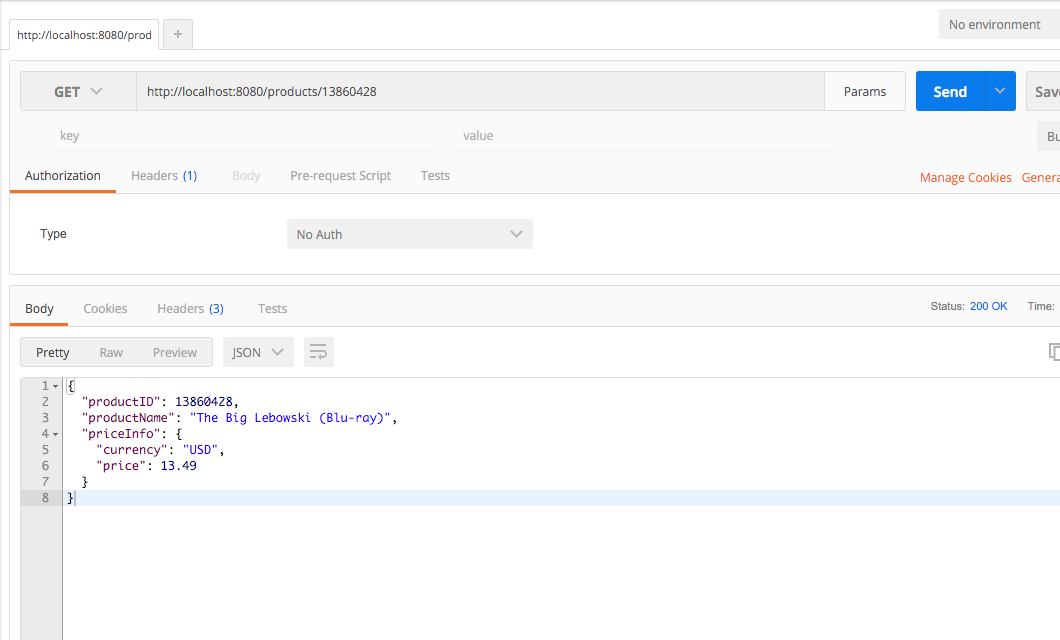 http://localhost:8080/prod
+
No environment
GET
http://localhost:8080/products/13860428
Params
Send
Save
key
value
Bu
Authorization
Headers (1)
Body
Pre-request Script
Tests
Manage Cookies
Genera
Type
No Auth
Body
Cookies
Headers (3)
Tests
Status: 200 OK
Time:
Pretty
Raw
Preview
JSON
1 {
2 "productID": 13860428,
3 "productName": "The Big Lebowski (Blu-ray)",
4 "priceInfo": {
5 "currency": "USD",
6 "price": 13.49
7 }
8 }